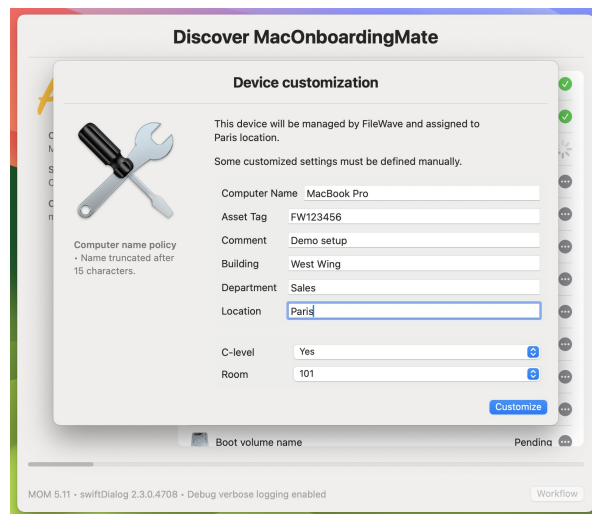 Discover MacOnboardingMate
Device customization
This device will be managed by FileWave and assigned to
Paris location.
Some customized settings must be defined manually.
Computer name policy
• Name truncated after
15 characters.
Computer Name MacBook Pro
Asset Tag FW123456
Comment Demo setup
Building West Wing
Department Sales
Location Paris
C-level Yes
Room 101
Customize
Boot volume name Pending
MOM 5.11 • swiftDialog 2.3.0.4708 • Debug verbose logging enabled
Workflow